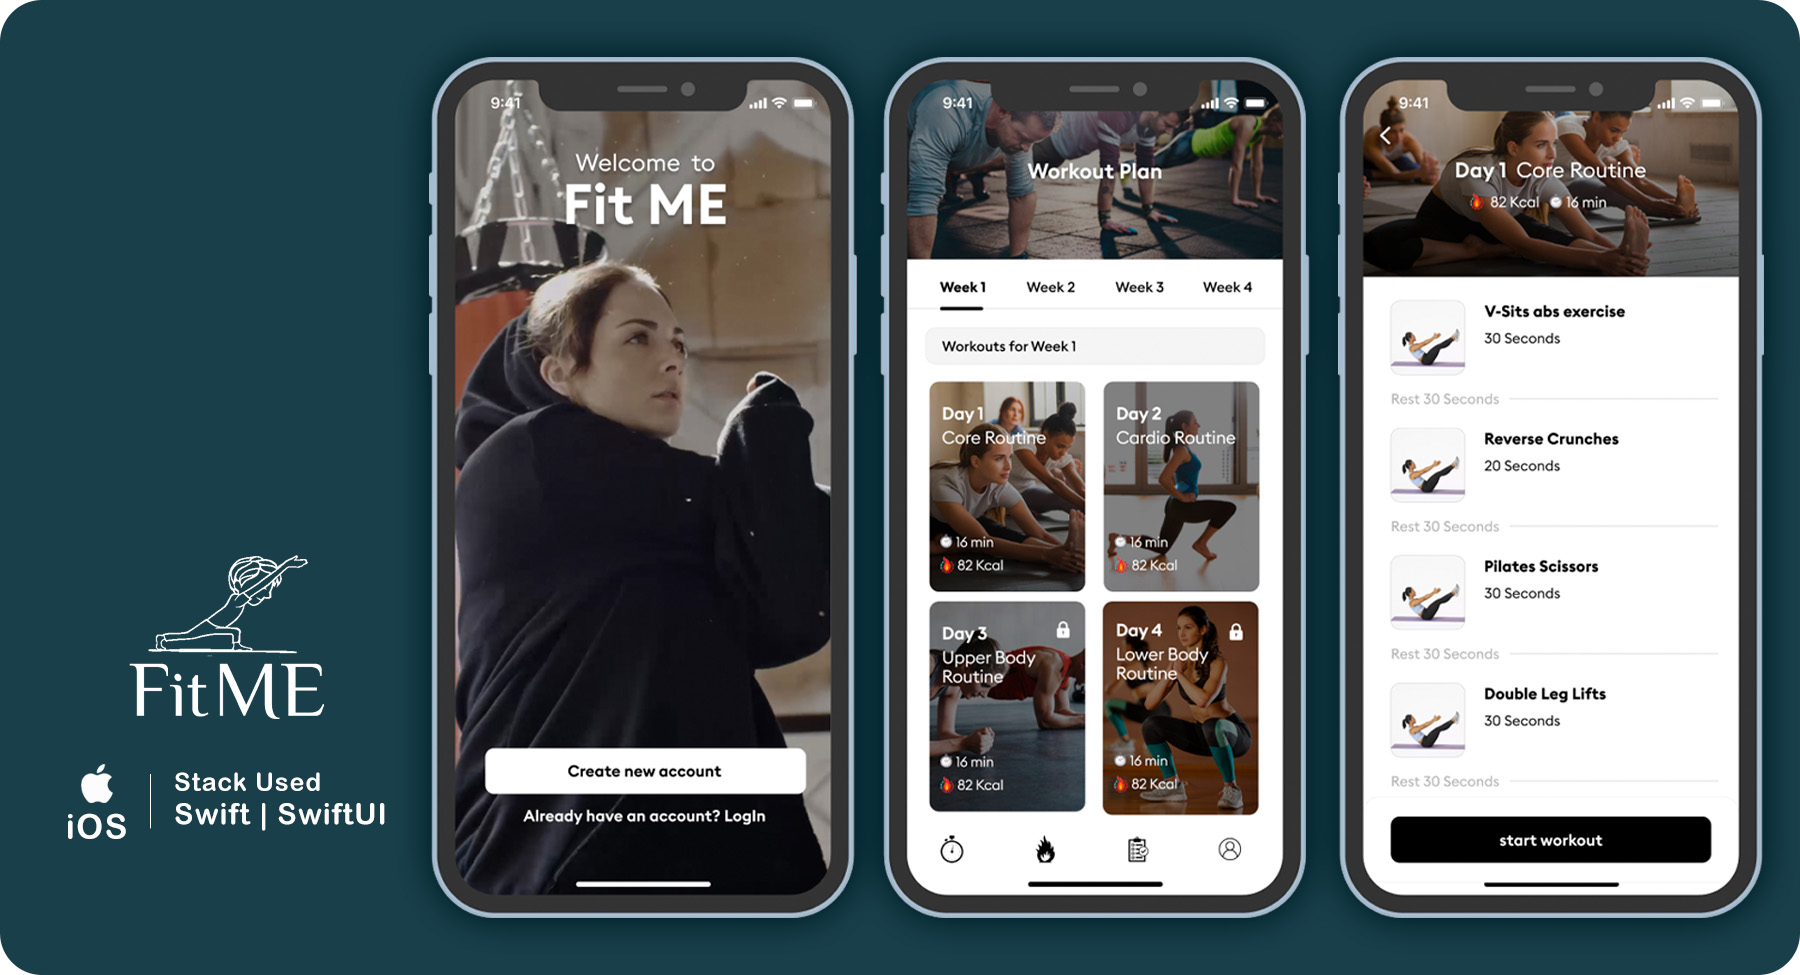 FitME
iOS
Stack Used
Swift | SwiftUI
9:41
Welcome to
Fit ME
Create new account
Already have an account? LogIn
9:41
Workout Plan
Week 1
Week 2
Week 3
Week 4
Workouts for Week 1
Day 1
Core Routine
16 min
82 Kcal
Day 2
Cardio Routine
16 min
82 Kcal
Day 3
Upper Body
Routine
16 min
82 Kcal
Day 4
Lower Body
Routine
16 min
82 Kcal
9:41
Day 1 Core Routine
82 Kcal 16 min
V-Sits abs exercise
30 Seconds
Rest 30 Seconds
Reverse Crunches
20 Seconds
Rest 30 Seconds
Pilates Scissors
30 Seconds
Rest 30 Seconds
Double Leg Lifts
30 Seconds
Rest 30 Seconds
start workout